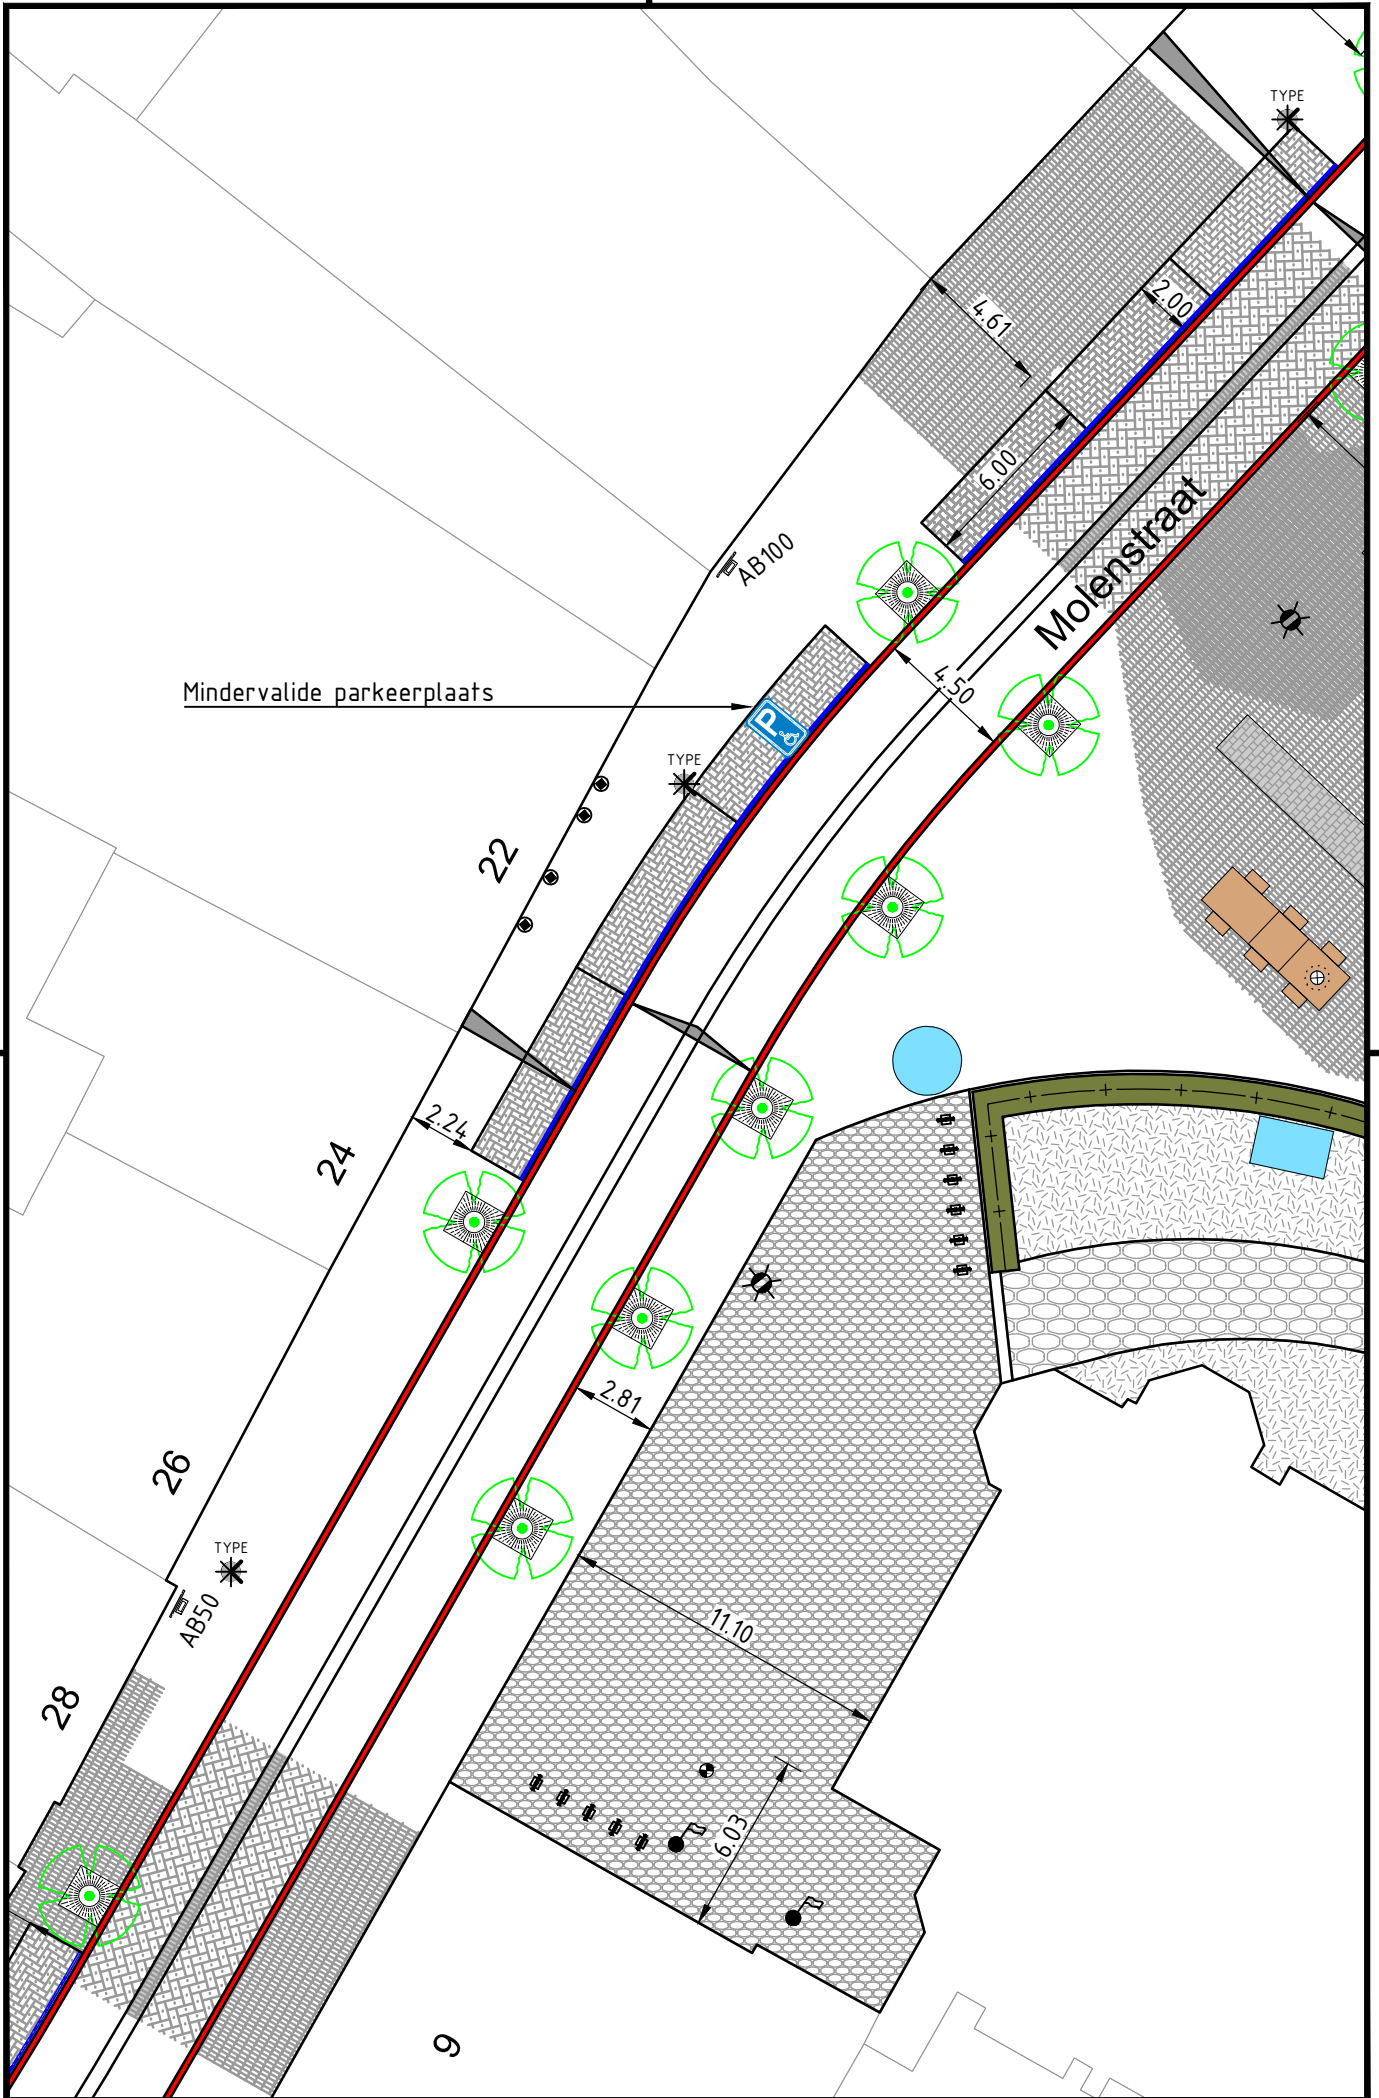 TYPE
2.00
4.61
6.00
AB100
Molenstraat
4.50
Mindervalide parkeerplaats
P
TYPE
22
2.24
24
2.81
26
TYPE
AB50
11.10
28
6.03
9